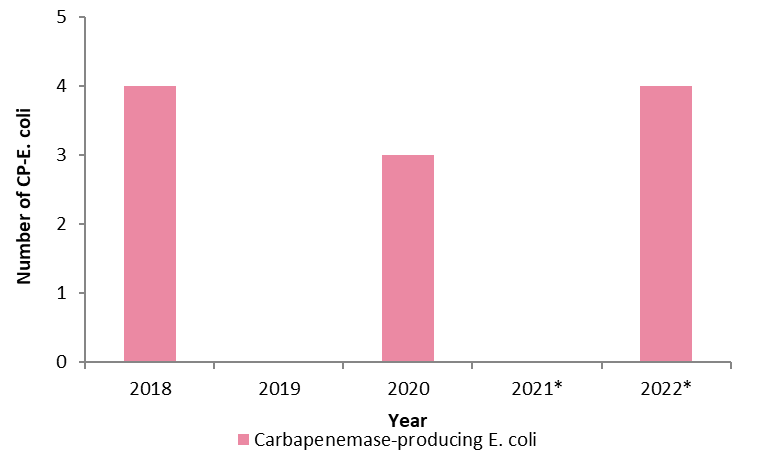 5
4
3
2
1
0
Number of CP-E. coli
2018 2019 2020 2021* 2022*
Year
Carbapenemase-producing E. coli